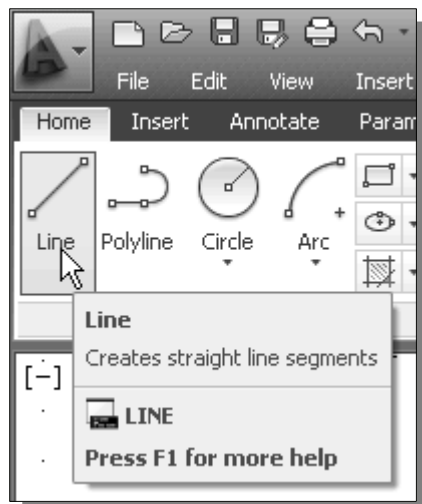 File Edit View Insert
Home Insert Annotate Param
Line Polyline Circle Arc
Line
Creates straight line segments
[-]
LINE
Press F1 for more help